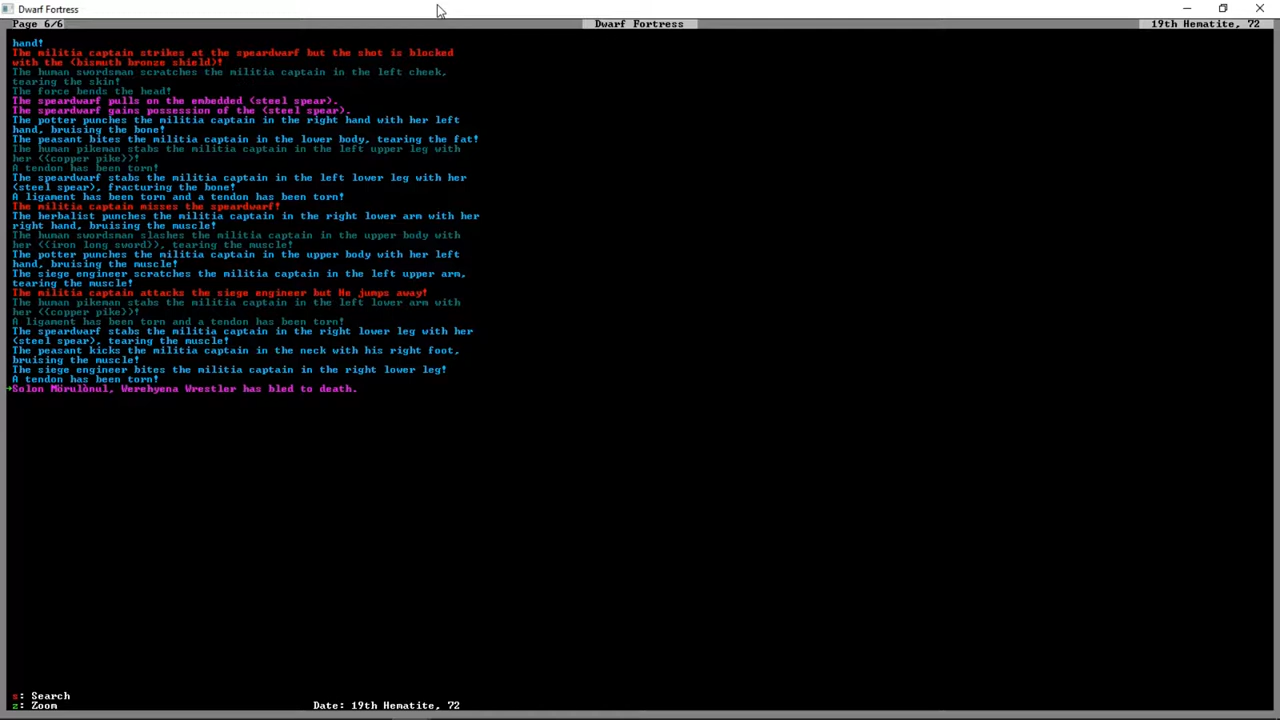 Dwarf Fortress
Page 6/6 Dwarf Fortress 19th Hematite, 72
hand!
The militia captain strikes at the speardwarf but the shot is blocked
with the (bismuth bronze shield)!
The human swordsman scratches the militia captain in the left cheek,
tearing the skin!
The force bends the head!
The speardwarf pulls on the embedded (steel spear).
The speardwarf gains possession of the (steel spear).
The potter punches the militia captain in the right hand with her left
hand, bruising the bone!
The peasant bites the militia captain in the lower body, tearing the fat!
The human pikeman stabs the militia captain in the left upper leg with
her ((copper pike))!
A tendon has been torn!
The speardwarf stabs the militia captain in the left lower leg with her
(steel spear), fracturing the bone!
A ligament has been torn and a tendon has been torn!
The militia captain misses the speardwarf!
The herbalist punches the militia captain in the right lower arm with her
right hand, bruising the muscle!
The human swordsman slashes the militia captain in the upper body with
her ((iron long sword)), tearing the muscle!
The potter punches the militia captain in the upper body with her left
hand, bruising the muscle!
The siege engineer scratches the militia captain in the left upper arm,
tearing the muscle!
The militia captain attacks the siege engineer but He jumps away!
The human pikeman stabs the militia captain in the left lower arm with
her ((copper pike))!
A ligament has been torn and a tendon has been torn!
The speardwarf stabs the militia captain in the right lower leg with her
(steel spear), tearing the muscle!
The peasant kicks the militia captain in the neck with his right foot,
bruising the muscle!
The siege engineer bites the militia captain in the right lower leg!
A tendon has been torn!
→Solon Mörulònul, Werehyena Wrestler has bled to death.
s: Search
z: Zoom Date: 19th Hematite, 72